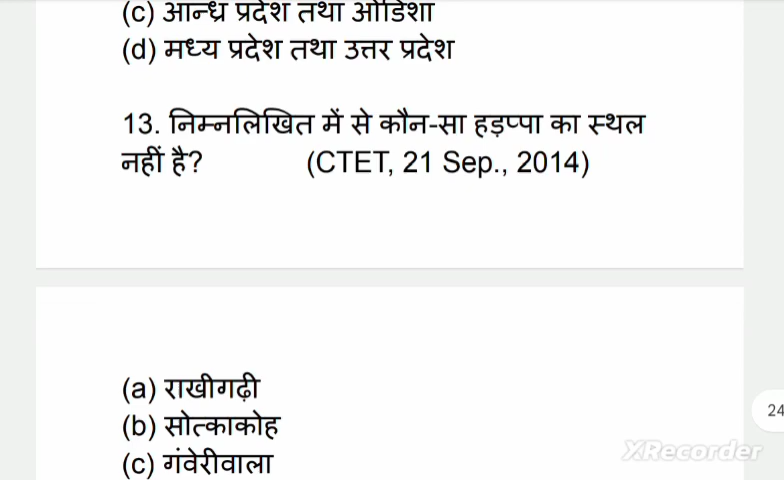 (c) आन्ध्र प्रदेश तथा ओडिशा
(d) मध्य प्रदेश तथा उत्तर प्रदेश
13. निम्नलिखित में से कौन-सा हड़प्पा का स्थल
नहीं है? (CTET, 21 Sep., 2014)
(a) राखीगढ़ी
(b) सोत्काकोह
(c) गंवेरीवाला
24
XRecorder